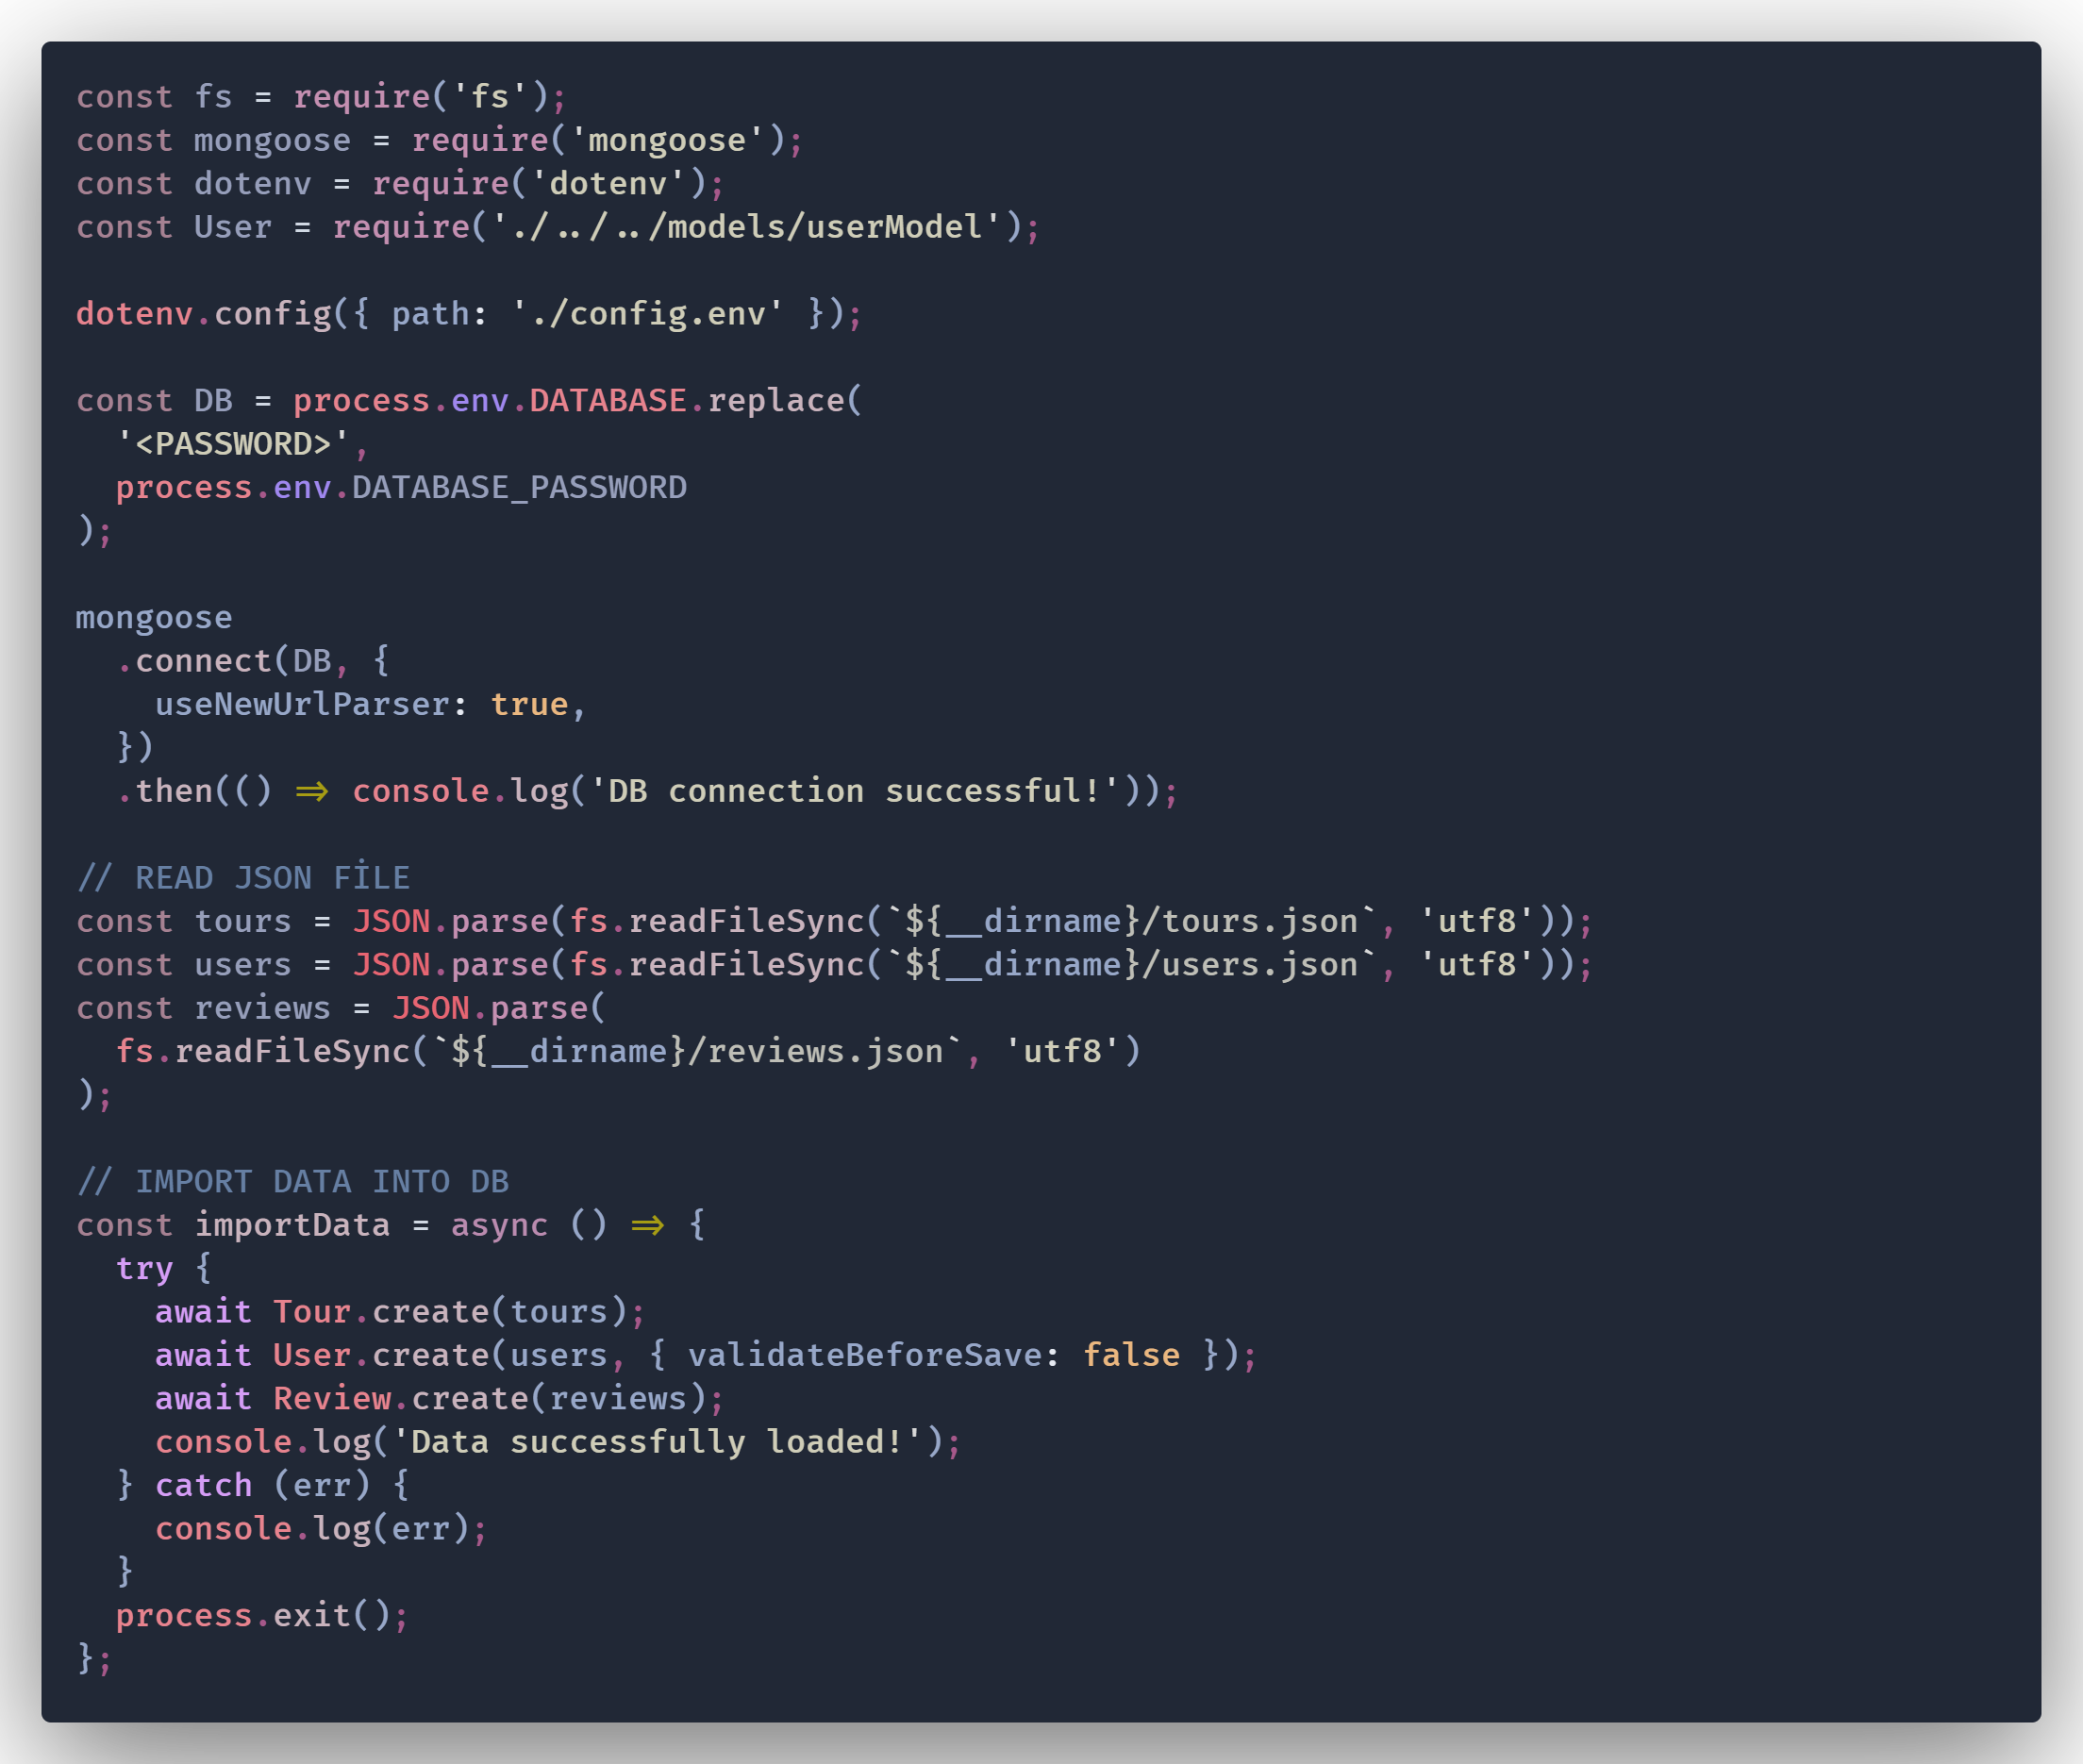 const fs = require('fs');
const mongoose = require('mongoose');
const dotenv = require('dotenv');
const User = require('./../../models/userModel');
dotenv.config({ path: './config.env' });
const DB = process.env.DATABASE.replace(
  '<PASSWORD>',
  process.env.DATABASE_PASSWORD
);
mongoose
  .connect(DB, {
    useNewUrlParser: true,
  })
  .then(() => console.log('DB connection successful!'));
// READ JSON FİLE
const tours = JSON.parse(fs.readFileSync(`${__dirname}/tours.json`, 'utf8'));
const users = JSON.parse(fs.readFileSync(`${__dirname}/users.json`, 'utf8'));
const reviews = JSON.parse(
  fs.readFileSync(`${__dirname}/reviews.json`, 'utf8')
);
// IMPORT DATA INTO DB
const importData = async () => {
  try {
    await Tour.create(tours);
    await User.create(users, { validateBeforeSave: false });
    await Review.create(reviews);
    console.log('Data successfully loaded!');
  } catch (err) {
    console.log(err);
  }
  process.exit();
};